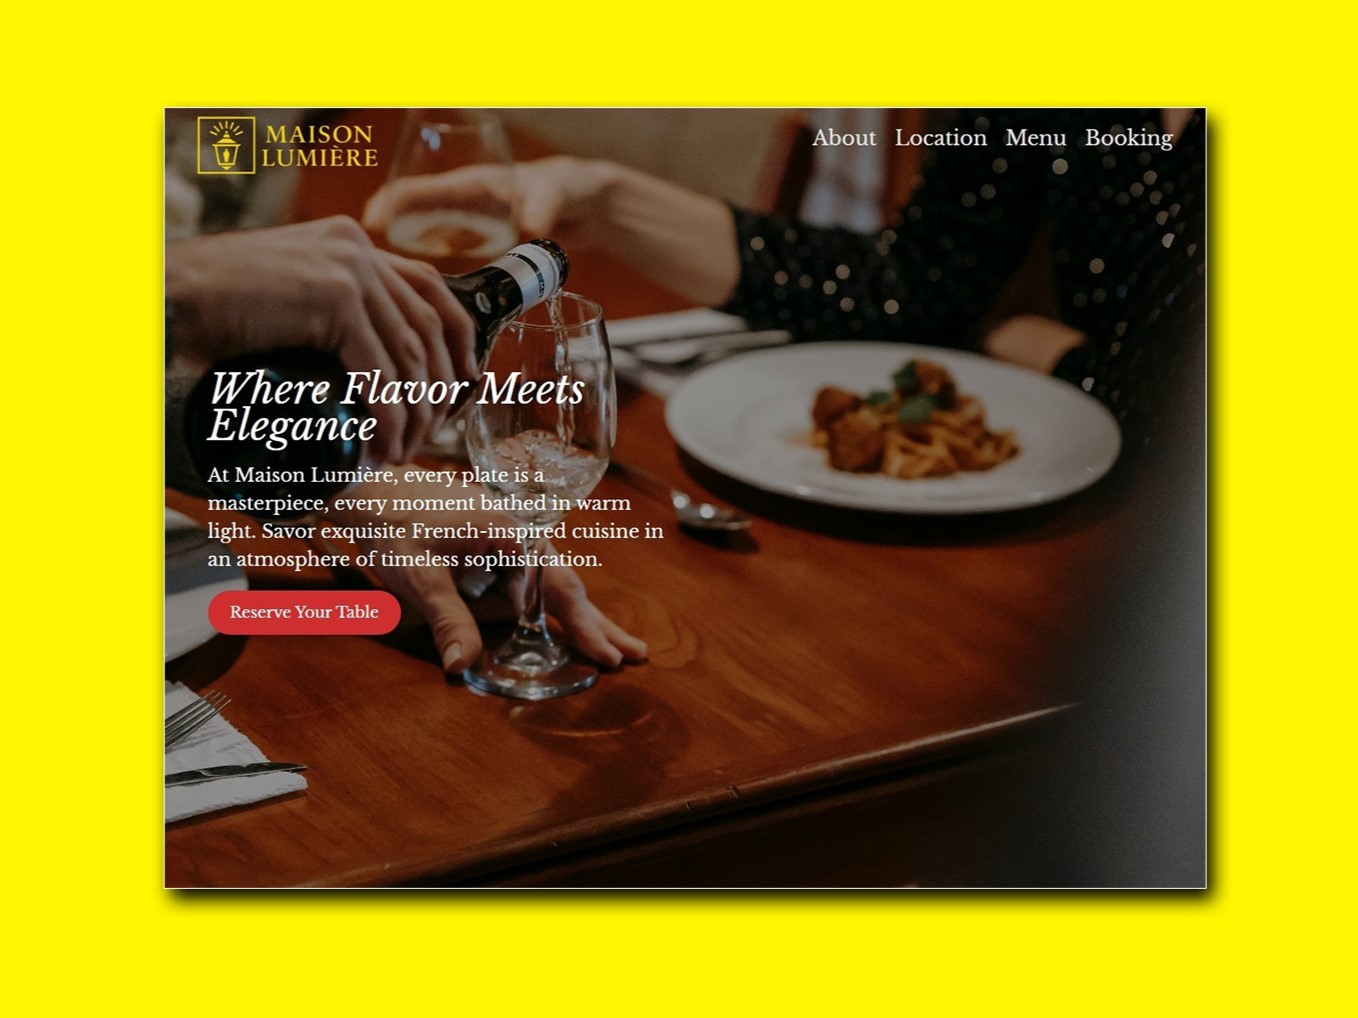 MAISON
LUMIÈRE
About Location Menu Booking
Where Flavor Meets
Elegance
At Maison Lumière, every plate is a
masterpiece, every moment bathed in warm
light. Savor exquisite French-inspired cuisine in
an atmosphere of timeless sophistication.
Reserve Your Table